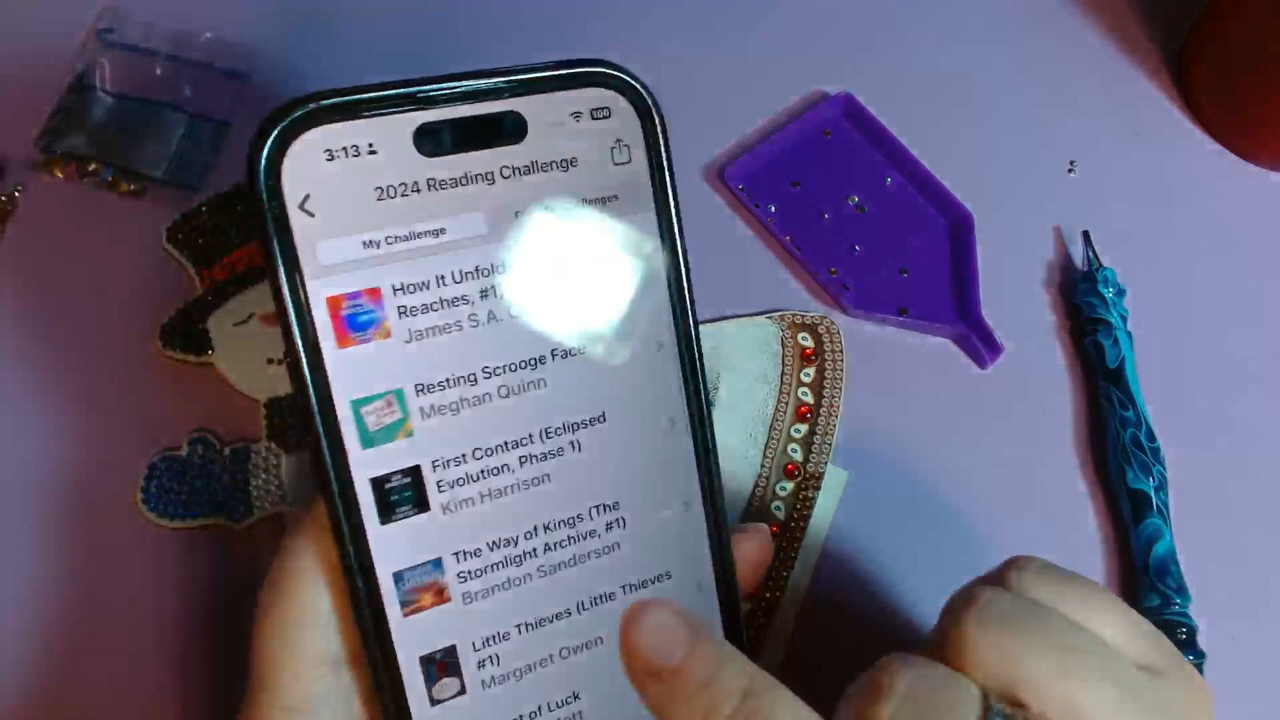 3:13
100
2024 Reading Challenge
My Challenge
How It Unfold
Reaches, #1
James S.A.
Resting Scrooge Face
Meghan Quinn
First Contact (Eclipsed
Evolution, Phase 1)
Kim Harrison
The Way of Kings (The
Stormlight Archive, #1)
Brandon Sanderson
Little Thieves (Little Thieves
#1)
Margaret Owen
of Luck